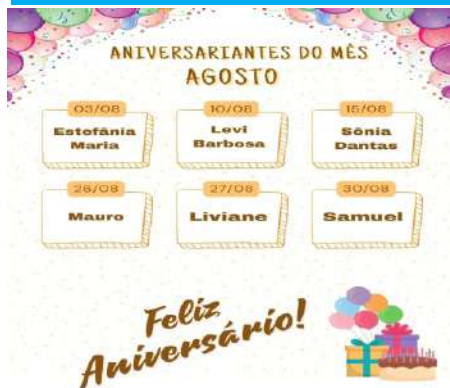 ANIVERSARIANTES DO MÊS
AGOSTO
03/08
Estefânia
Maria
10/08
Levi
Barbosa
15/08
Sônia
Dantas
26/08
Mauro
27/08
Liviane
30/08
Samuel
Feliz
Aniversário!